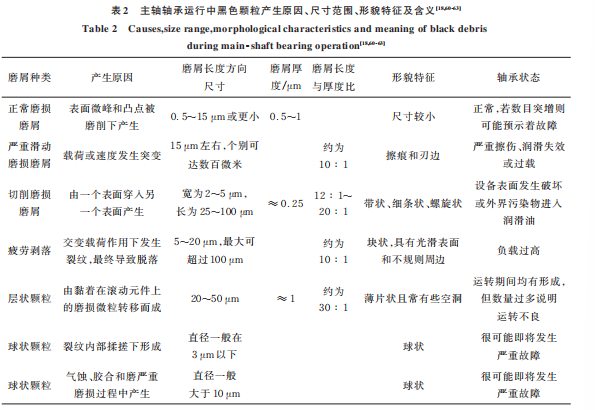 表2 主轴轴承运行中黑色颗粒产生原因、尺寸范围、形貌特征及含义[18,60-63]
Table 2 Causes,size range,morphological characteristics and meaning of black debris
during main-shaft bearing operation[18,60-63]
磨屑种类 产生原因 磨屑长度方向尺寸 磨屑厚度/μm 磨屑长度与厚度比 形貌特征 轴承状态
正常磨损磨屑 表面微峰和凸点被磨削下产生 0.5~15 μm或更小 0.5~1 尺寸较小 正常,若数目突增则可能预示着故障
严重滑动磨损磨屑 载荷或速度发生突变 15 μm左右,个别可达数百微米 约为10:1 擦痕和刃边 严重擦伤、润滑失效或过载
切削磨损磨屑 由一个表面穿入另一个表面产生 宽为2~5 μm,长为25~100 μm ≈0.25 12:1~20:1 带状、细条状、螺旋状 设备表面发生破坏或外界污染物进入润滑油
疲劳剥落 交变载荷作用下发生裂纹,最终导致脱落 5~20 μm,最大可超过100 μm 约为10:1 块状,具有光滑表面和不规则周边 负载过高
层状颗粒 由黏着在滚动元件上的磨损微粒转移而成 20~50 μm ≈1 约为30:1 薄片状且常有些空洞 运转期间均有形成,但数量过多说明运转不良
球状颗粒 裂纹内部揉搓下形成 直径一般在3 μm以下 球状 很可能即将发生严重故障
球状颗粒 气蚀、胶合和磨严重磨损过程中产生 直径一般大于10 μm 球状 很可能即将发生严重故障